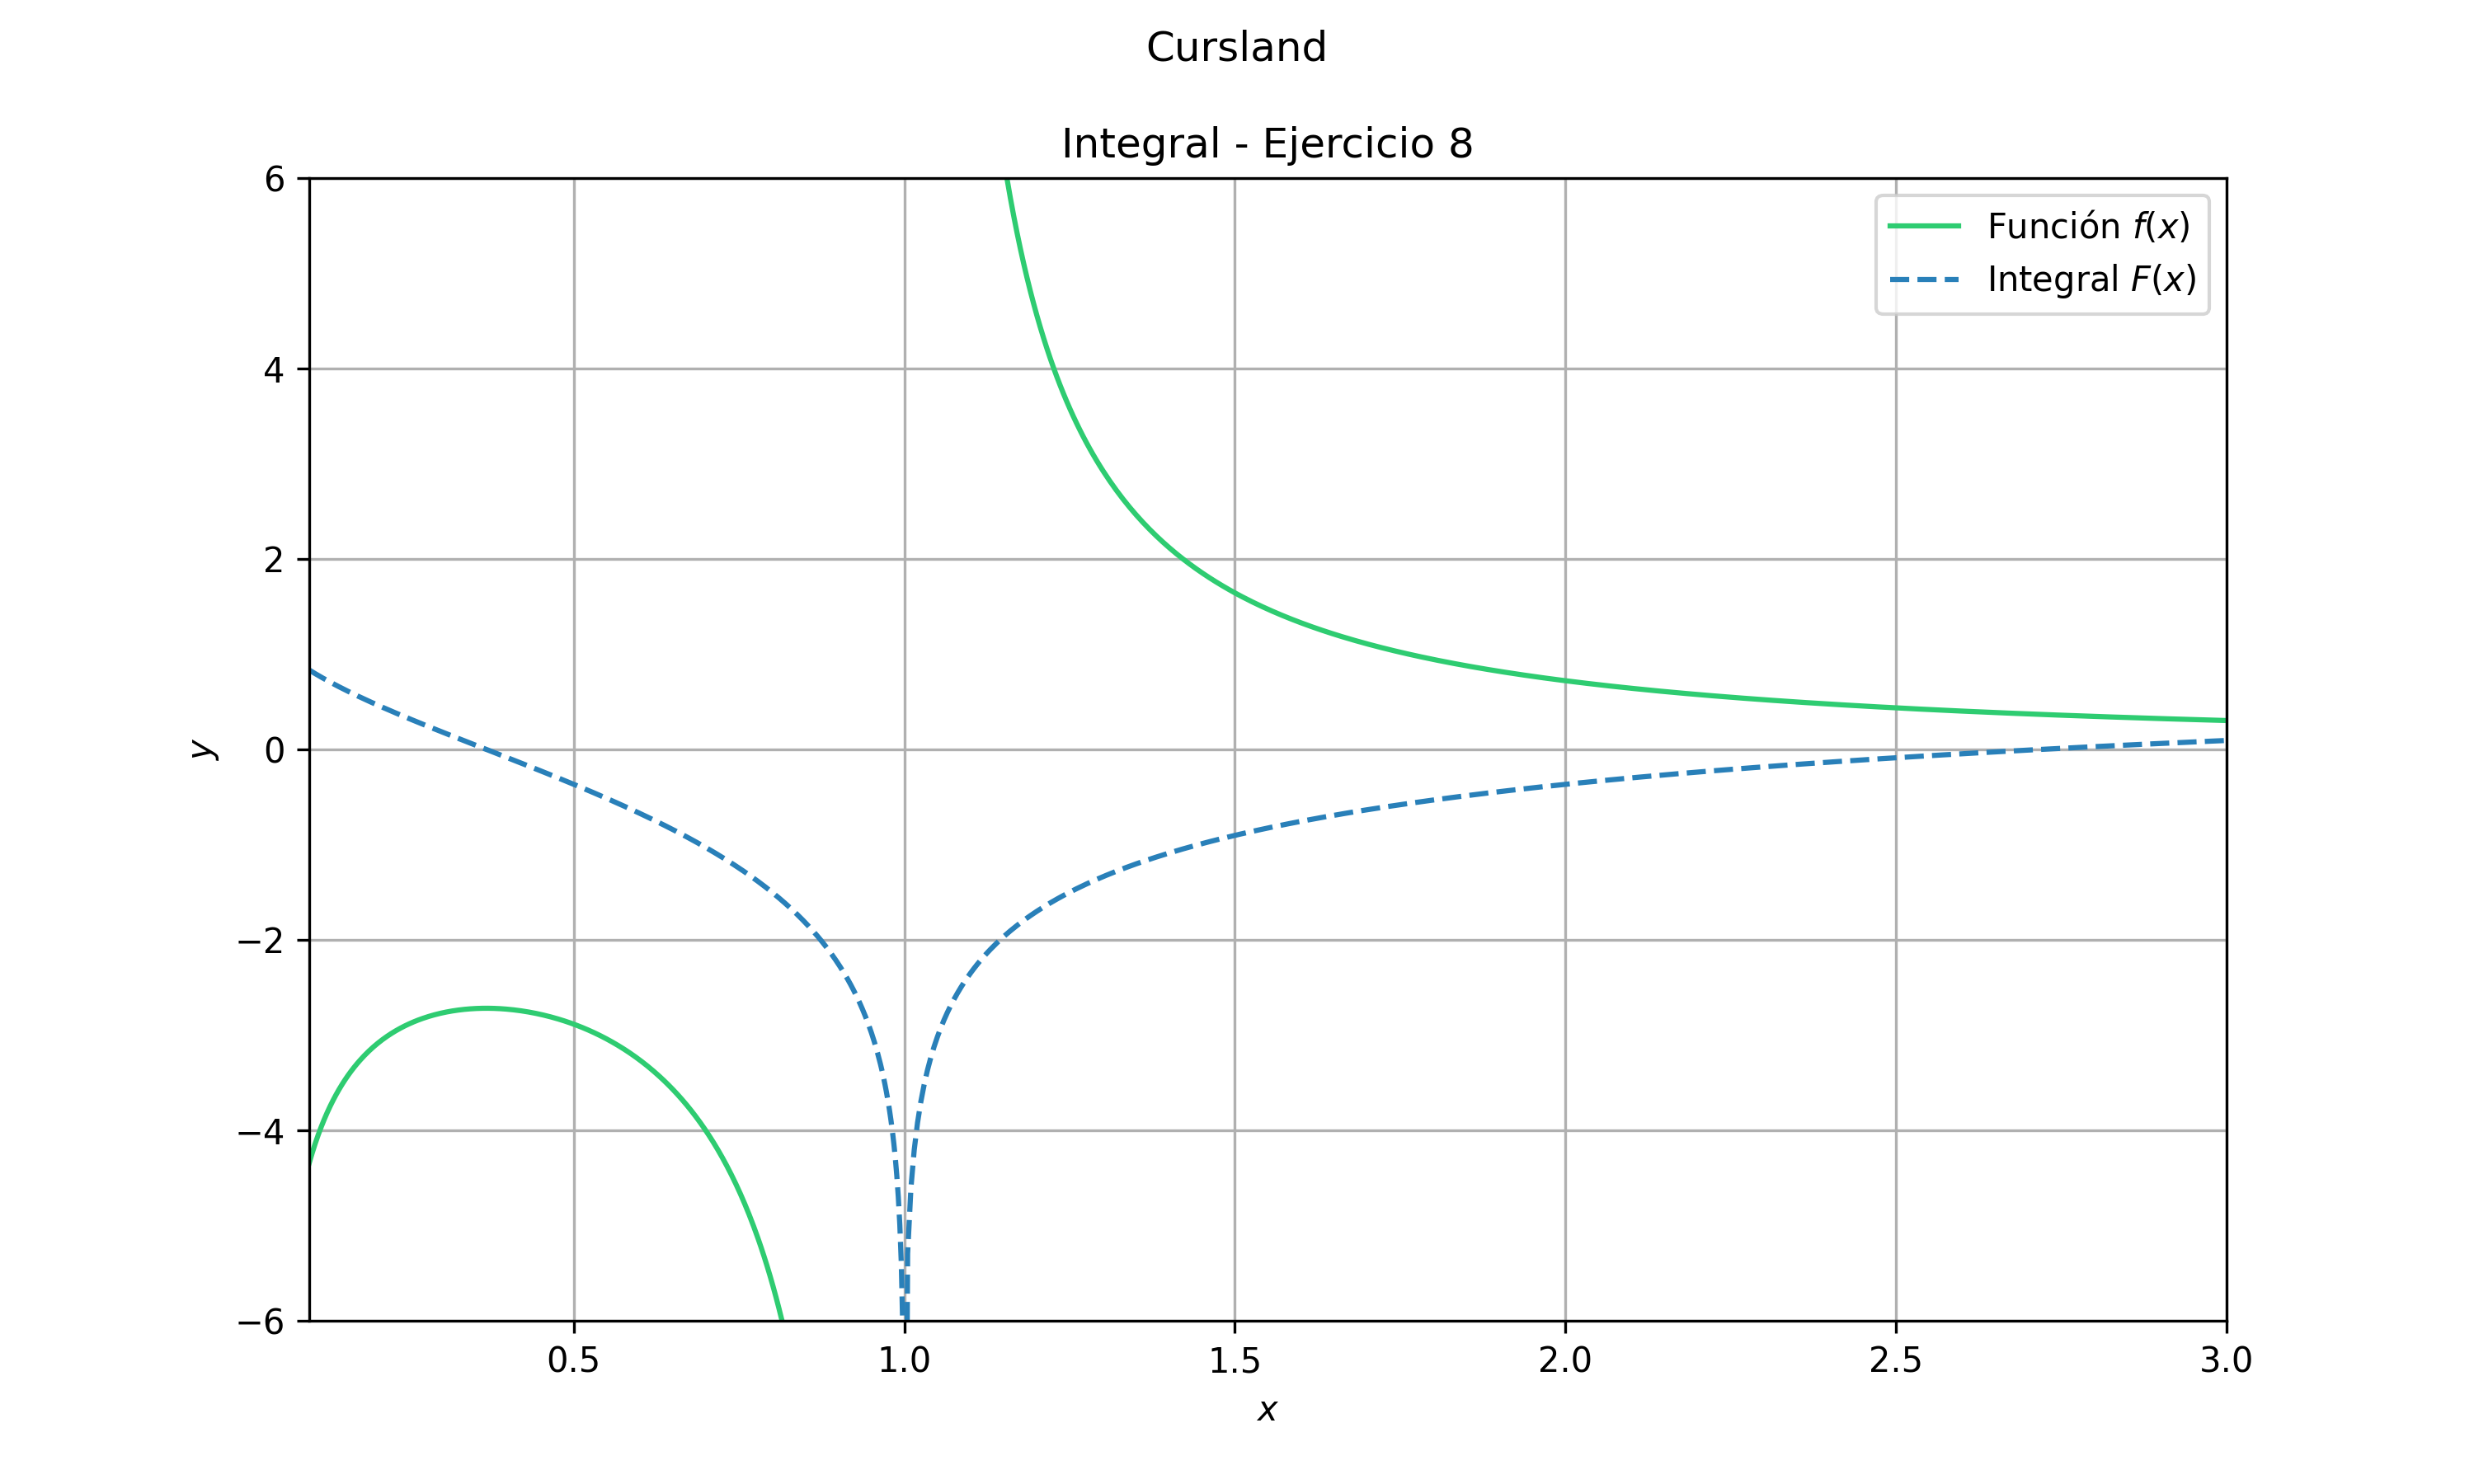 Cursland
Integral - Ejercicio 8
Función f(x)
Integral F(x)
6
4
2
0
−2
−4
−6
y
0.5 1.0 1.5 2.0 2.5 3.0
x